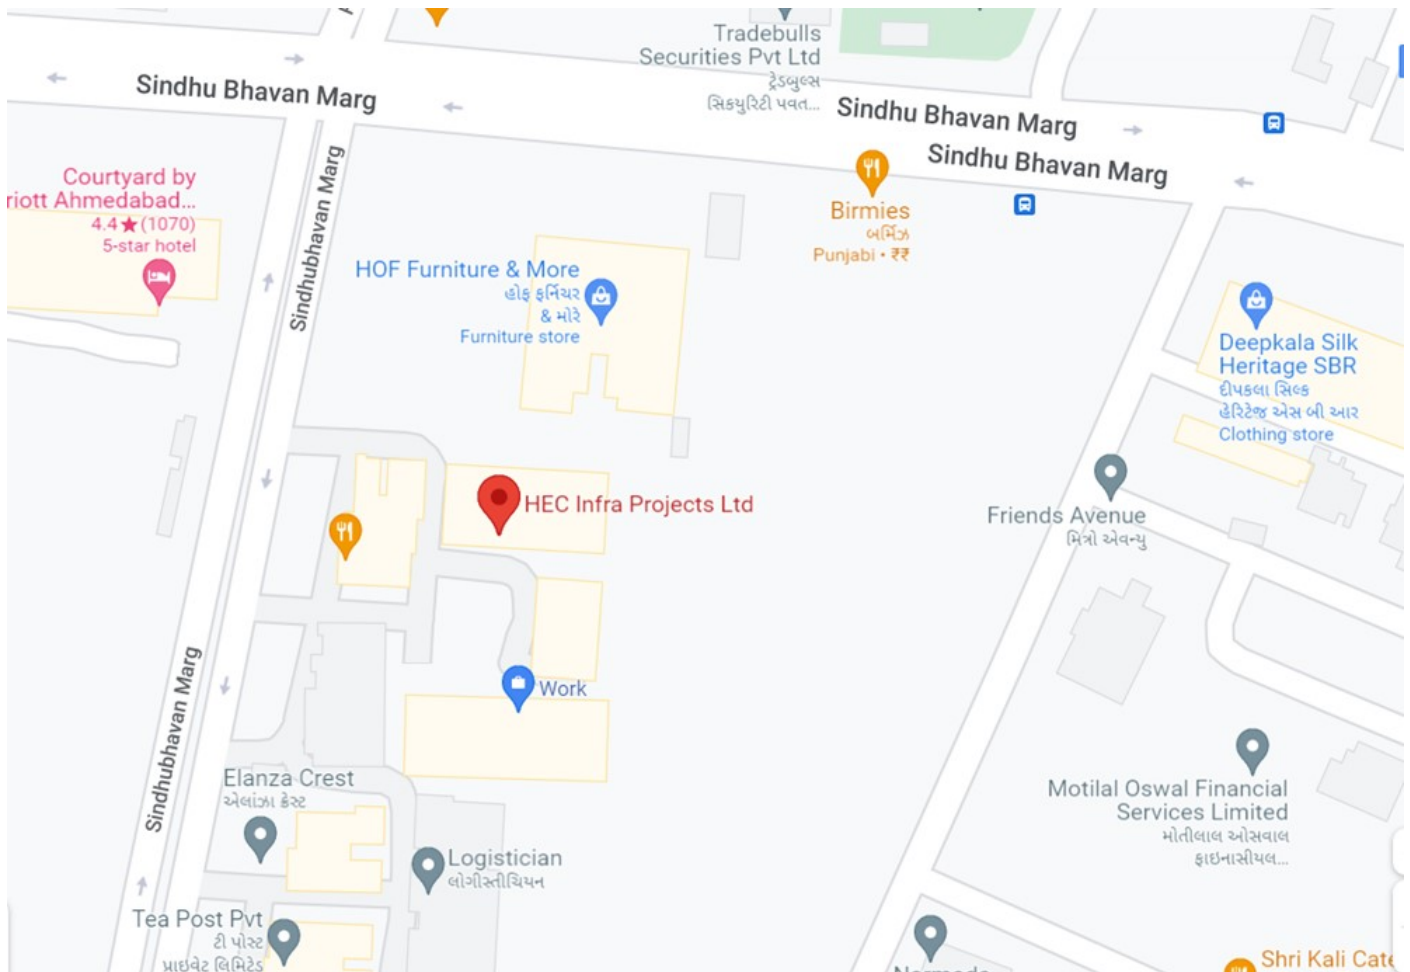 Tradebulls
Securities Pvt Ltd
ટ્રેડબુલ્સ
સિક્યુરિટી પવત...
Sindhu Bhavan Marg
Sindhu Bhavan Marg
Sindhu Bhavan Marg
Sindhubhavan Marg
Courtyard by
riott Ahmedabad...
4.4★(1070)
5-star hotel
Birmies
બર્મિઝ
Punjabi • ₹₹
HOF Furniture & More
હોફ ફર્નિચર
& મોરે
Furniture store
Deepkala Silk
Heritage SBR
દીપકલા સિલ્ક
હેરિટેજ એસ બી આર
Clothing store
HEC Infra Projects Ltd
Friends Avenue
મિત્રો એવન્યુ
Work
Sindhubhavan Marg
Elanza Crest
એલાંઝા ક્રેસ્ટ
Motilal Oswal Financial
Services Limited
મોતીલાલ ઓસવાલ
ફાઇનાસીયલ...
Logistician
લોગીસ્તીચિયન
Tea Post Pvt
ટી પોસ્ટ
પ્રાઇવેટ લિમિટેડ
Shri Kali Cate